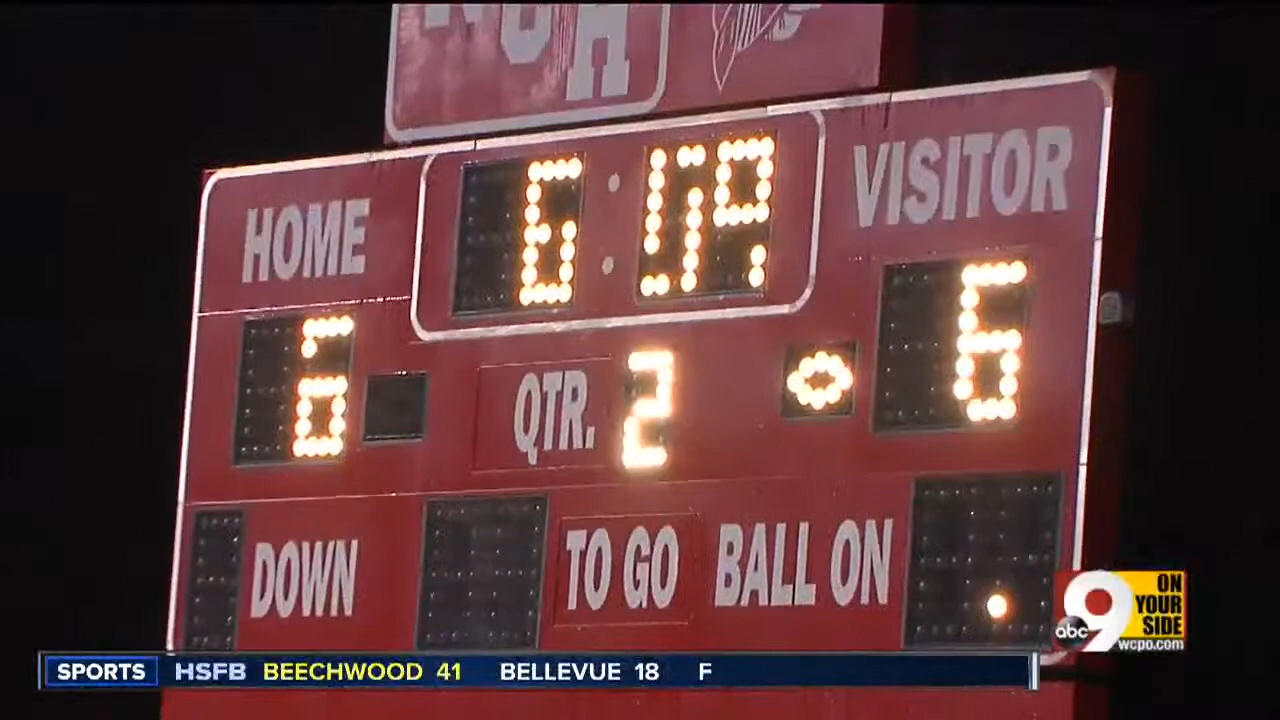 HOME
VISITOR
6 QTR. 2 6
DOWN TO GO BALL ON
9 ON
YOUR
SIDE
abc
wcpo.com
SPORTS HSFB BEECHWOOD 41 BELLEVUE 18 F